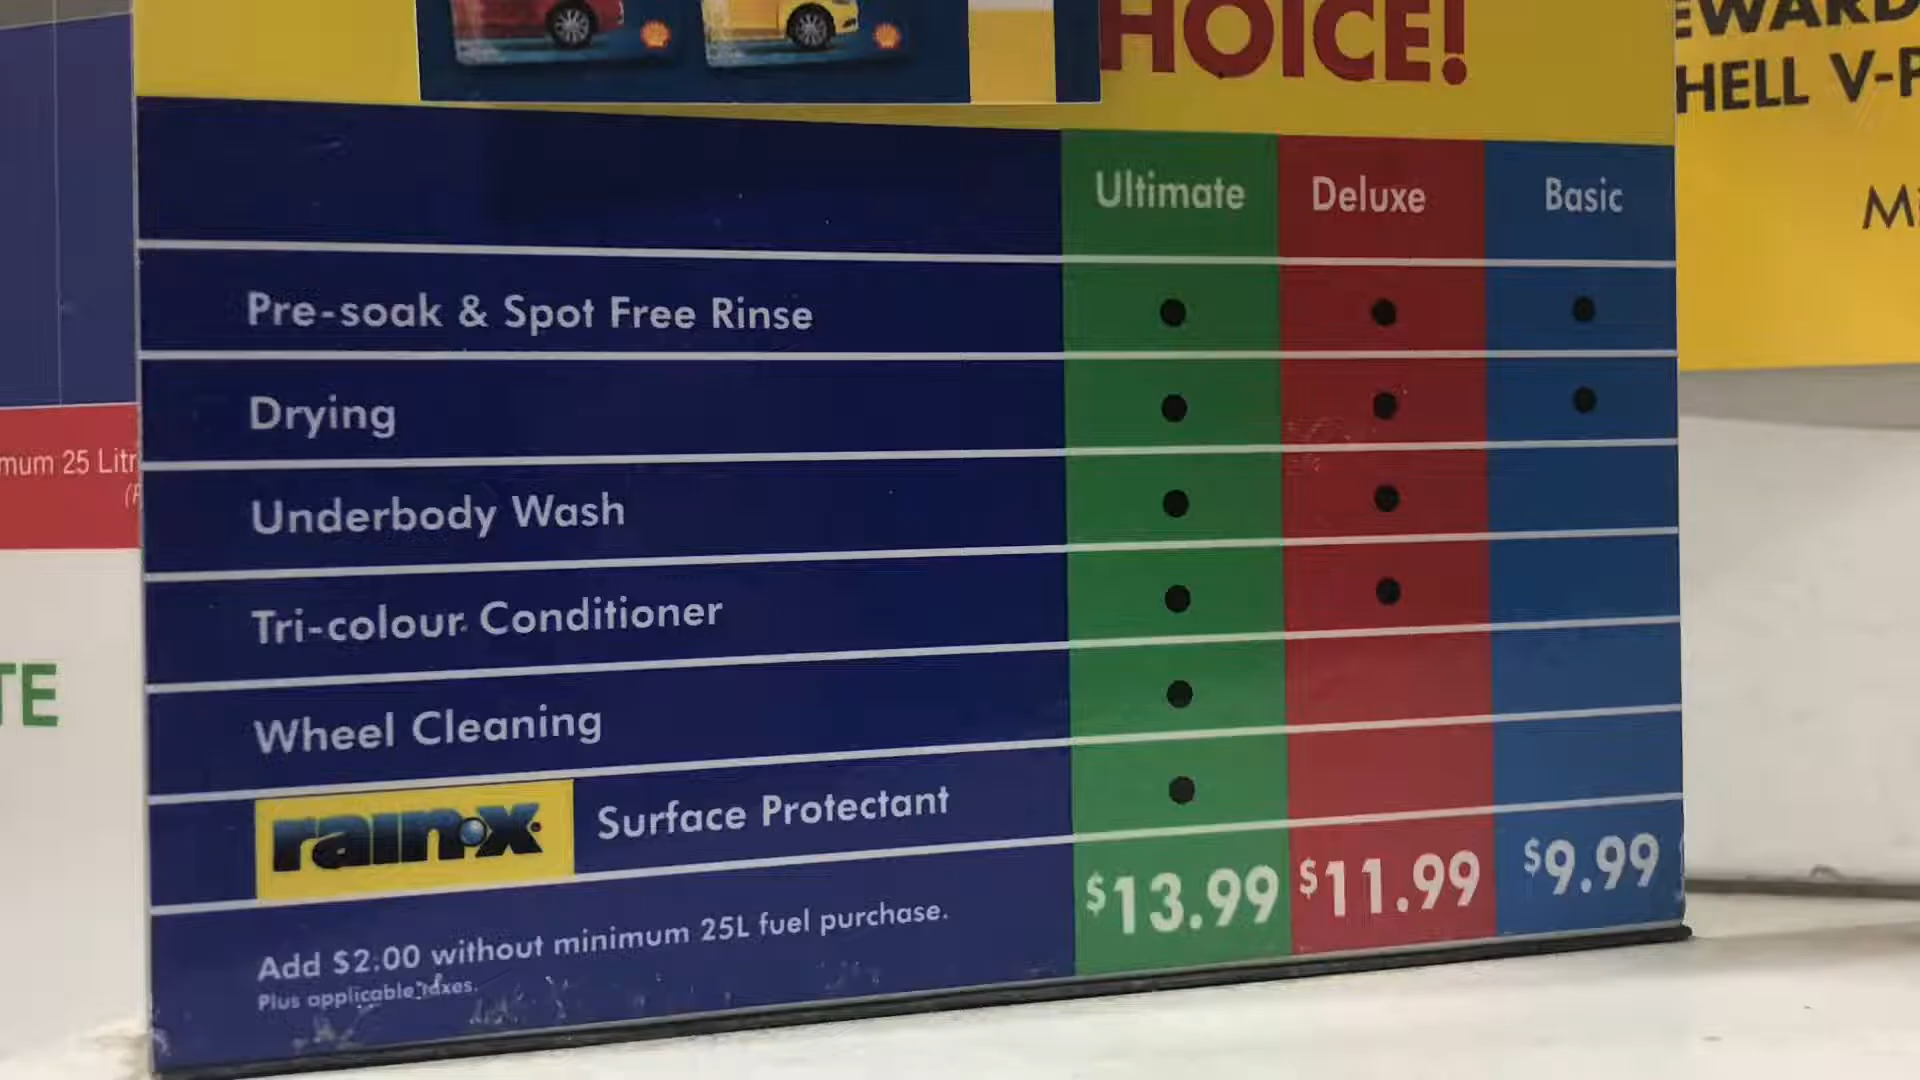 HOICE!
EWARD
HELL V-P
Mi
Ultimate Deluxe Basic
Pre-soak & Spot Free Rinse
Drying
mum 25 Litr
Underbody Wash
Tri-colour Conditioner
TE
Wheel Cleaning
rain-x Surface Protectant
$13.99 $11.99 $9.99
Add $2.00 without minimum 25L fuel purchase.
Plus applicable taxes.